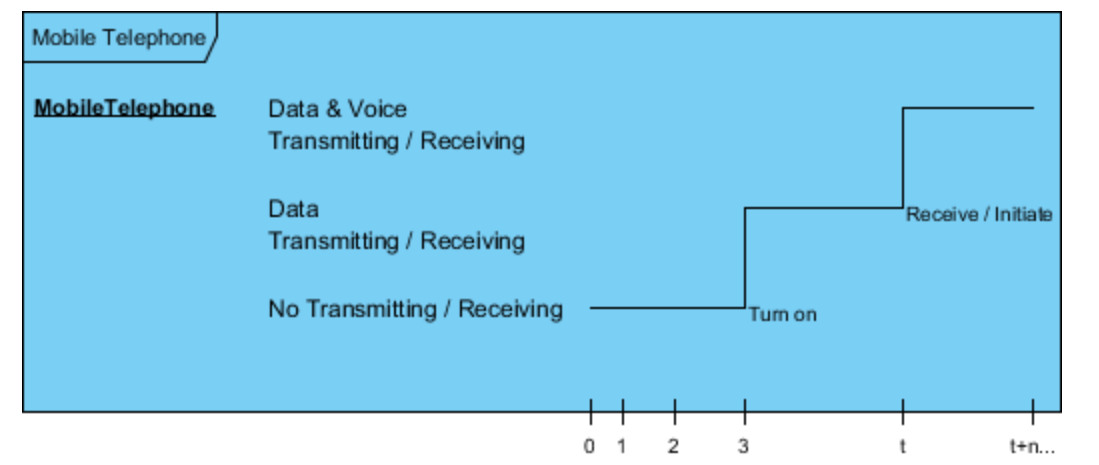 Mobile Telephone
MobileTelephone
Data & Voice
Transmitting / Receiving
Data
Transmitting / Receiving
Receive / Initiate
No Transmitting / Receiving
Turn on
0 1 2 3 t t+n...